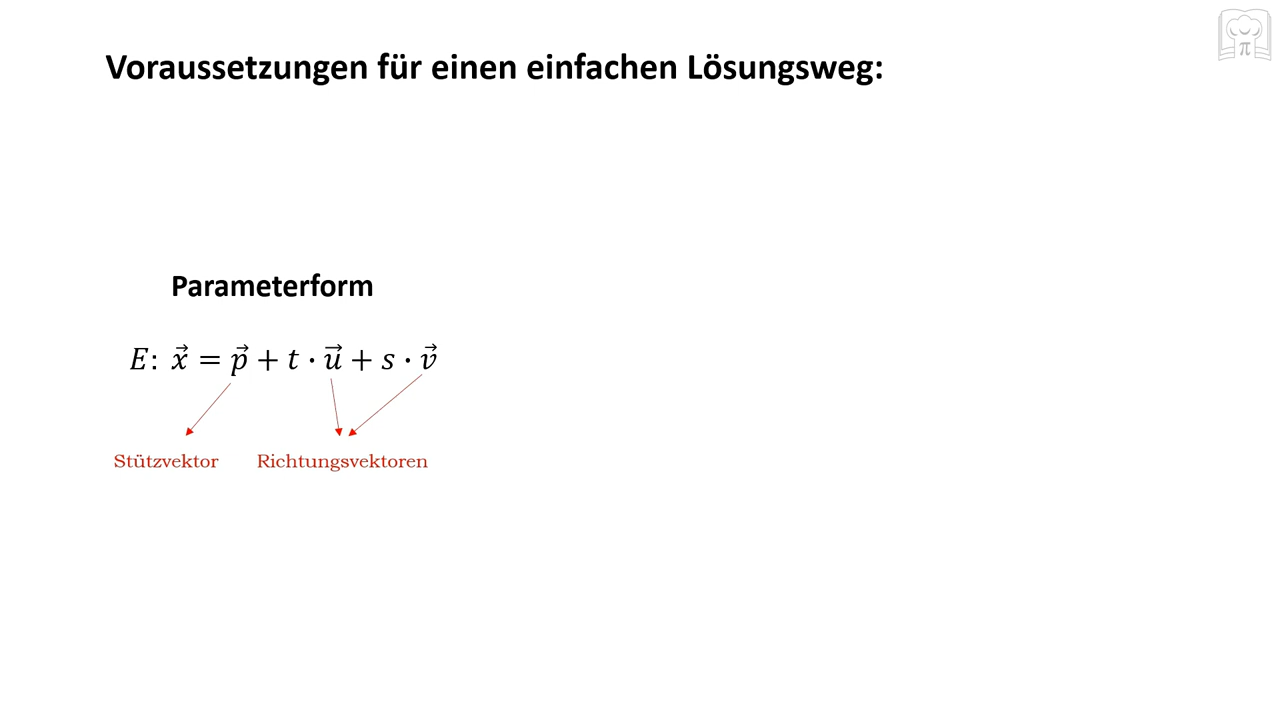 Voraussetzungen für einen einfachen Lösungsweg:
Parameterform
E: x⃗ = p⃗ + t · u⃗ + s · v⃗
Stützvektor Richtungsvektoren
π